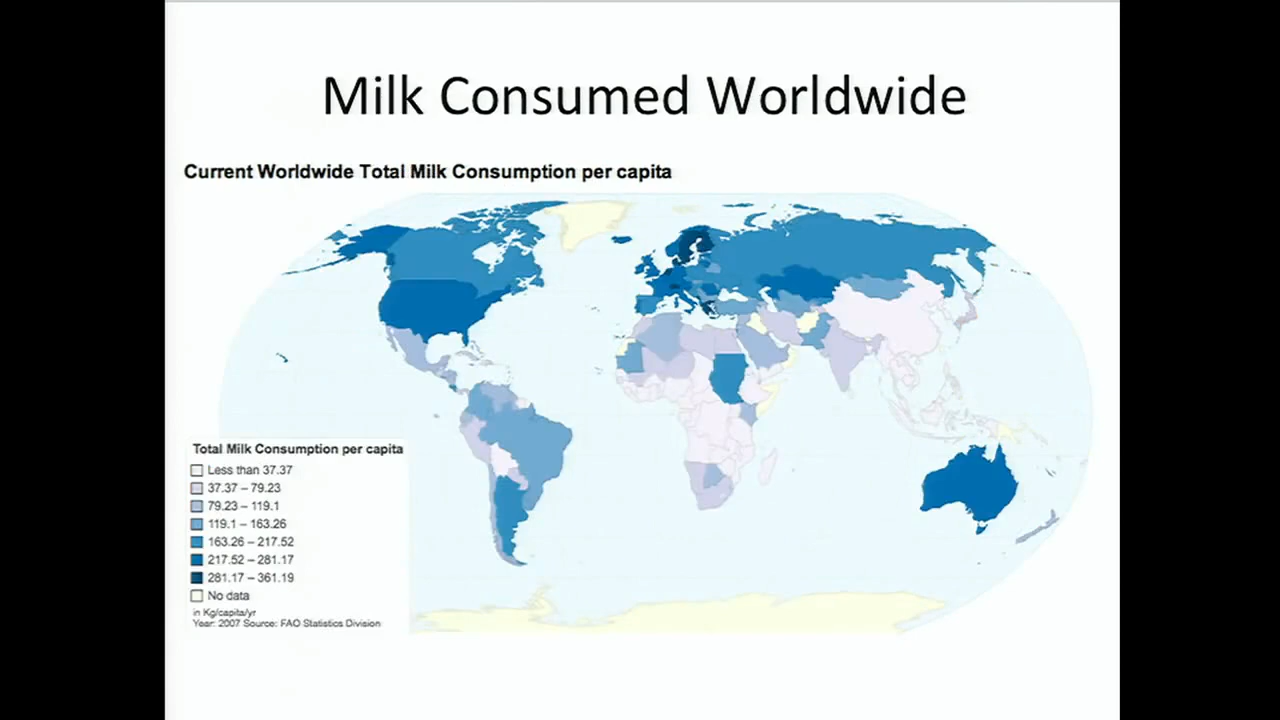 Milk Consumed Worldwide
Current Worldwide Total Milk Consumption per capita
Total Milk Consumption per capita
Less than 37.37
37.37 – 79.23
79.23 – 119.1
119.1 – 163.26
163.26 – 217.52
217.52 – 281.17
281.17 – 361.19
No data
in Kg/capita/yr
Year: 2007 Source: FAO Statistics Division